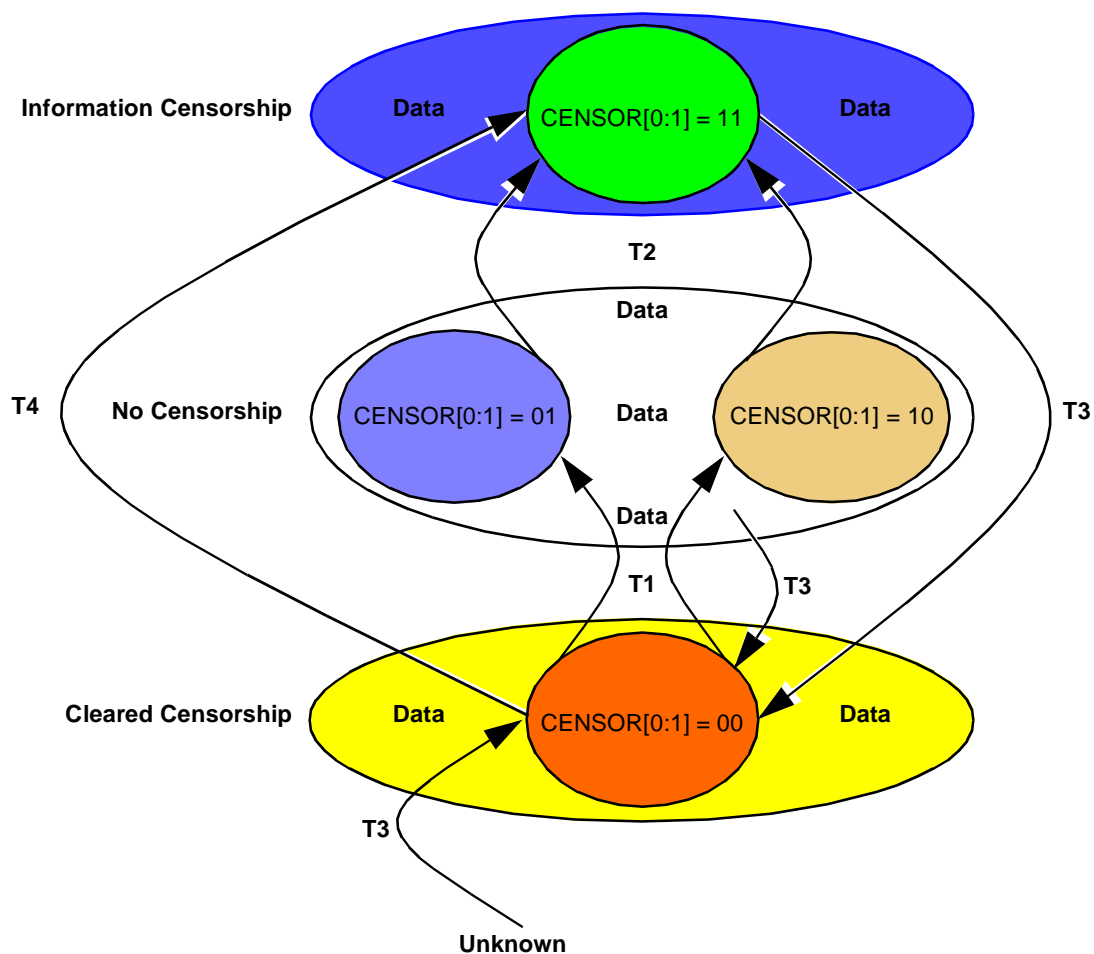 Information Censorship
Data
CENSOR[0:1] = 11
Data
T2
Data
T4
No Censorship
CENSOR[0:1] = 01
Data
CENSOR[0:1] = 10
T3
Data
T1
T3
Cleared Censorship
Data
CENSOR[0:1] = 00
Data
T3
Unknown